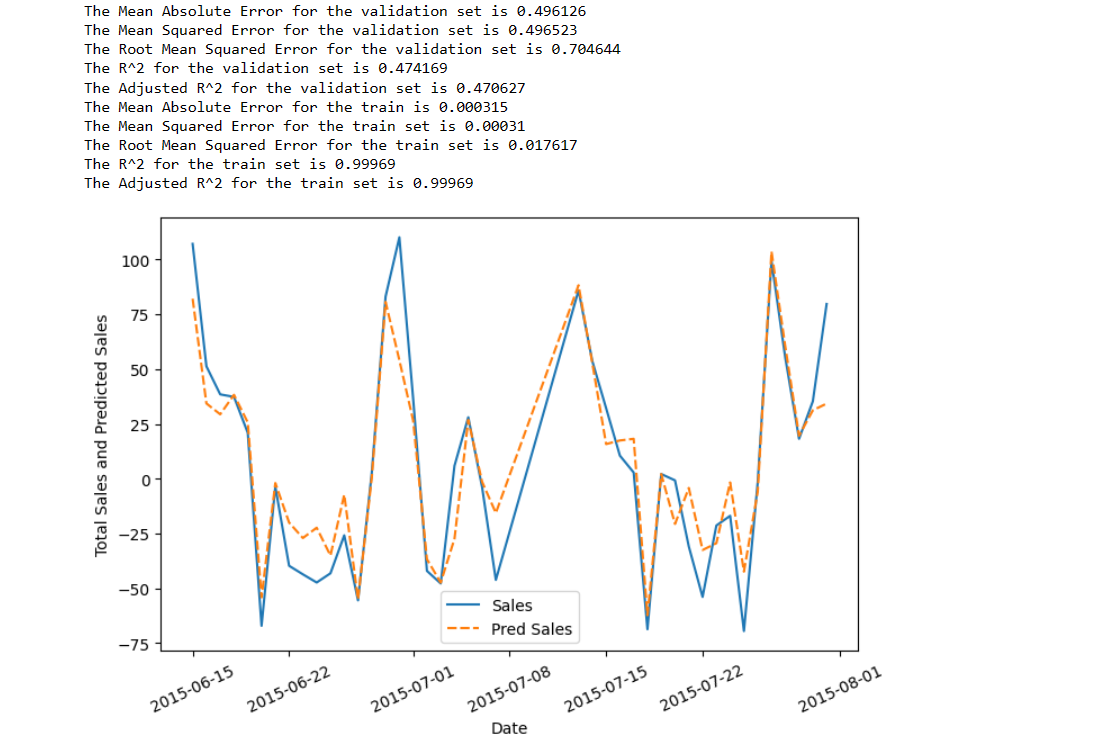 The Mean Absolute Error for the validation set is 0.496126
The Mean Squared Error for the validation set is 0.496523
The Root Mean Squared Error for the validation set is 0.704644
The R^2 for the validation set is 0.474169
The Adjusted R^2 for the validation set is 0.470627
The Mean Absolute Error for the train is 0.000315
The Mean Squared Error for the train set is 0.00031
The Root Mean Squared Error for the train set is 0.017617
The R^2 for the train set is 0.99969
The Adjusted R^2 for the train set is 0.99969
Total Sales and Predicted Sales
100
75
50
25
0
−25
−50
−75
Sales
Pred Sales
2015-06-15
2015-06-22
2015-07-01
2015-07-08
2015-07-15
2015-07-22
2015-08-01
Date